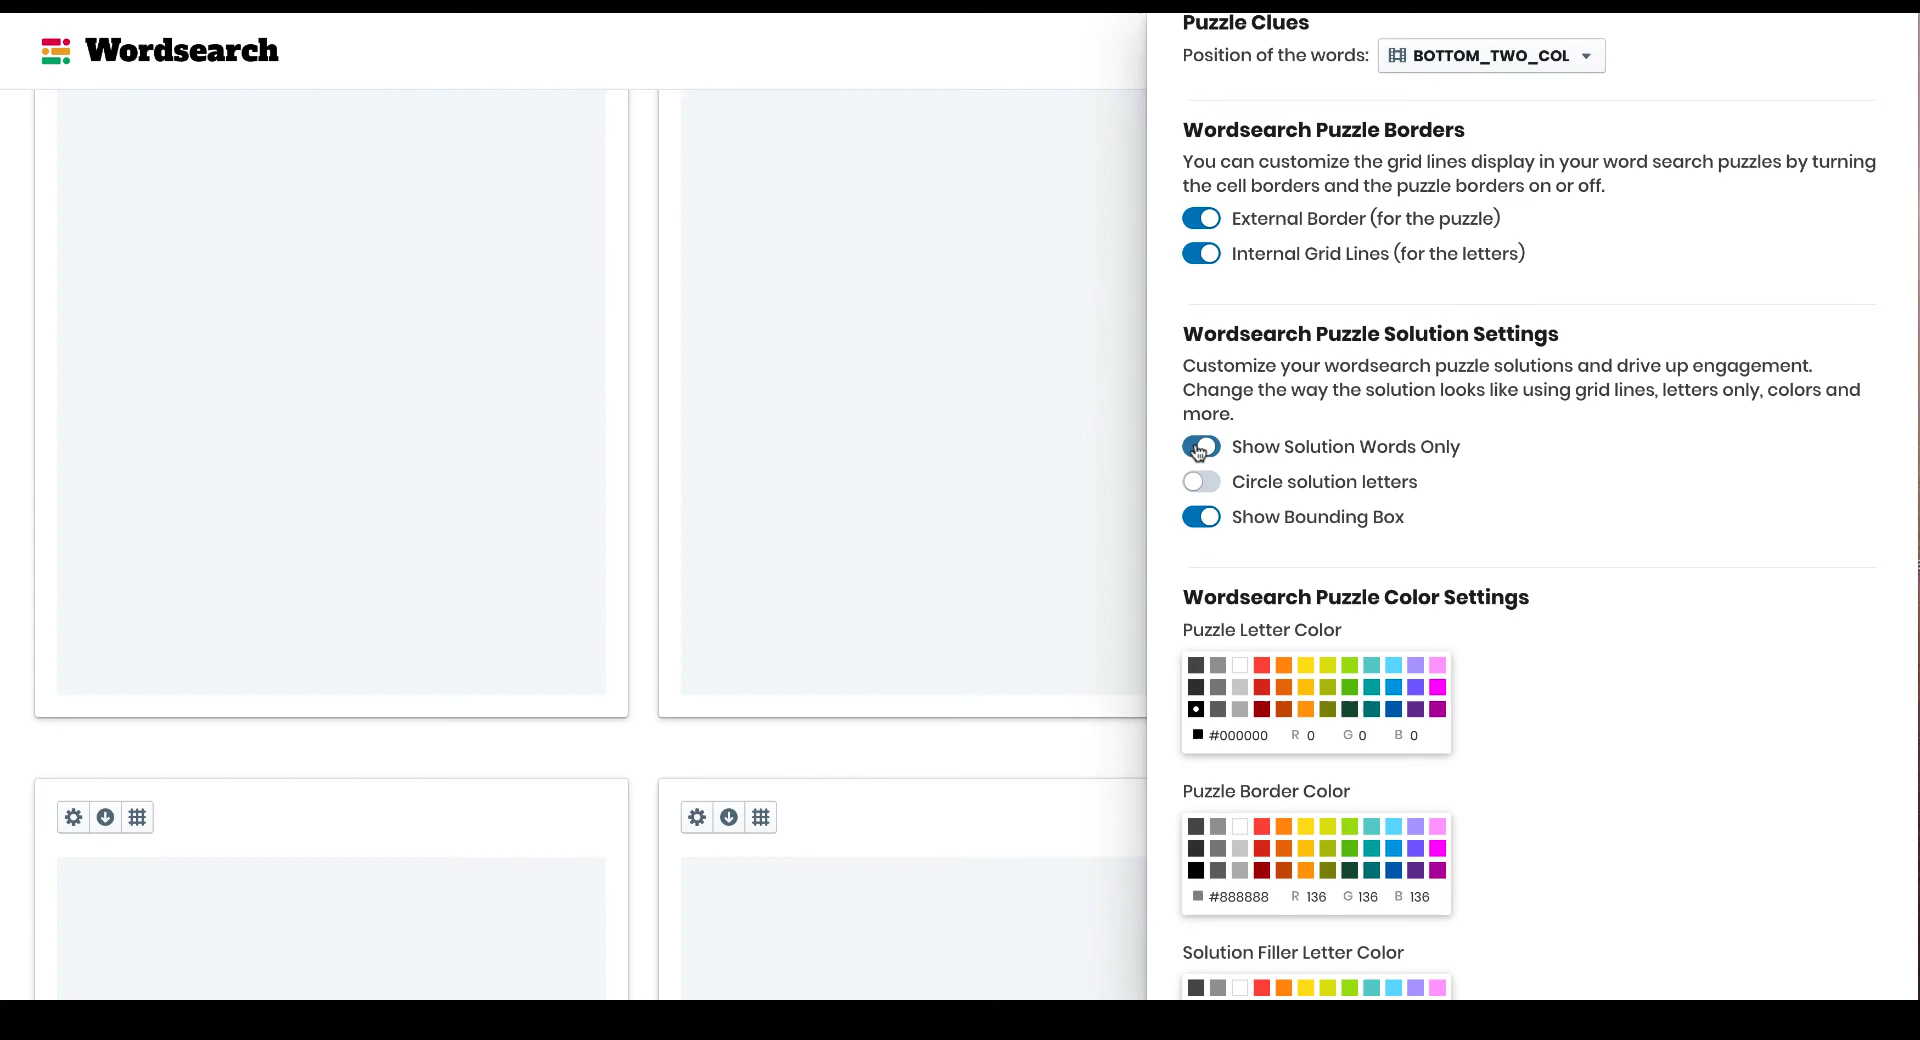 Wordsearch
Puzzle Clues
Position of the words: BOTTOM_TWO_COL
Wordsearch Puzzle Borders
You can customize the grid lines display in your word search puzzles by turning
the cell borders and the puzzle borders on or off.
External Border (for the puzzle)
Internal Grid Lines (for the letters)
Wordsearch Puzzle Solution Settings
Customize your wordsearch puzzle solutions and drive up engagement.
Change the way the solution looks like using grid lines, letters only, colors and
more.
Show Solution Words Only
Circle solution letters
Show Bounding Box
Wordsearch Puzzle Color Settings
Puzzle Letter Color
#000000 R 0 G 0 B 0
Puzzle Border Color
#888888 R 136 G 136 B 136
Solution Filler Letter Color